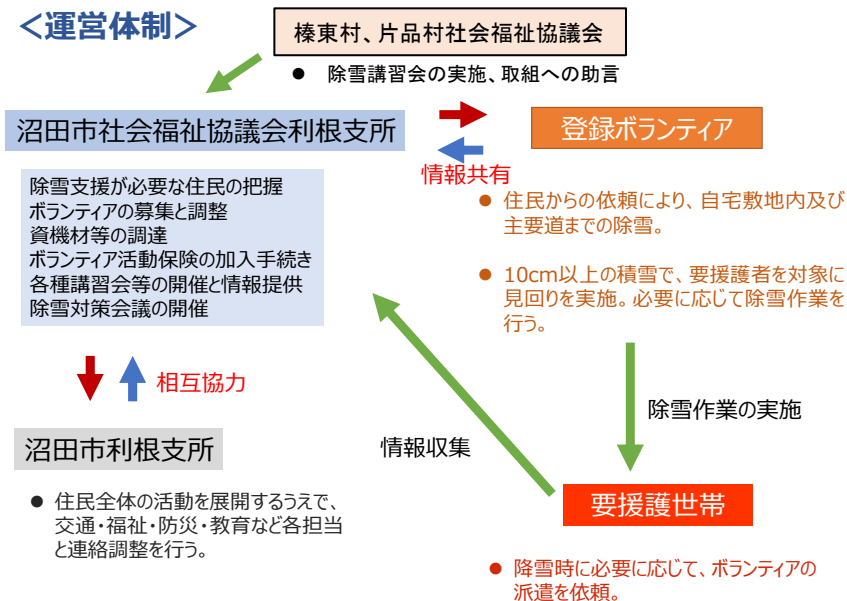 ＜運営体制＞
榛東村、片品村社会福祉協議会
● 除雪講習会の実施、取組への助言
沼田市社会福祉協議会利根支所
登録ボランティア
情報共有
除雪支援が必要な住民の把握
ボランティアの募集と調整
資機材等の調達
ボランティア活動保険の加入手続き
各種講習会等の開催と情報提供
除雪対策会議の開催
● 住民からの依頼により、自宅敷地内及び
主要道までの除雪。
● 10cm以上の積雪で、要援護者を対象に
見回りを実施。必要に応じて除雪作業を
行う。
相互協力
除雪作業の実施
情報収集
沼田市利根支所
● 住民全体の活動を展開するうえで、
交通・福祉・防災・教育など各担当
と連絡調整を行う。
要援護世帯
● 降雪時に必要に応じて、ボランティアの
派遣を依頼。